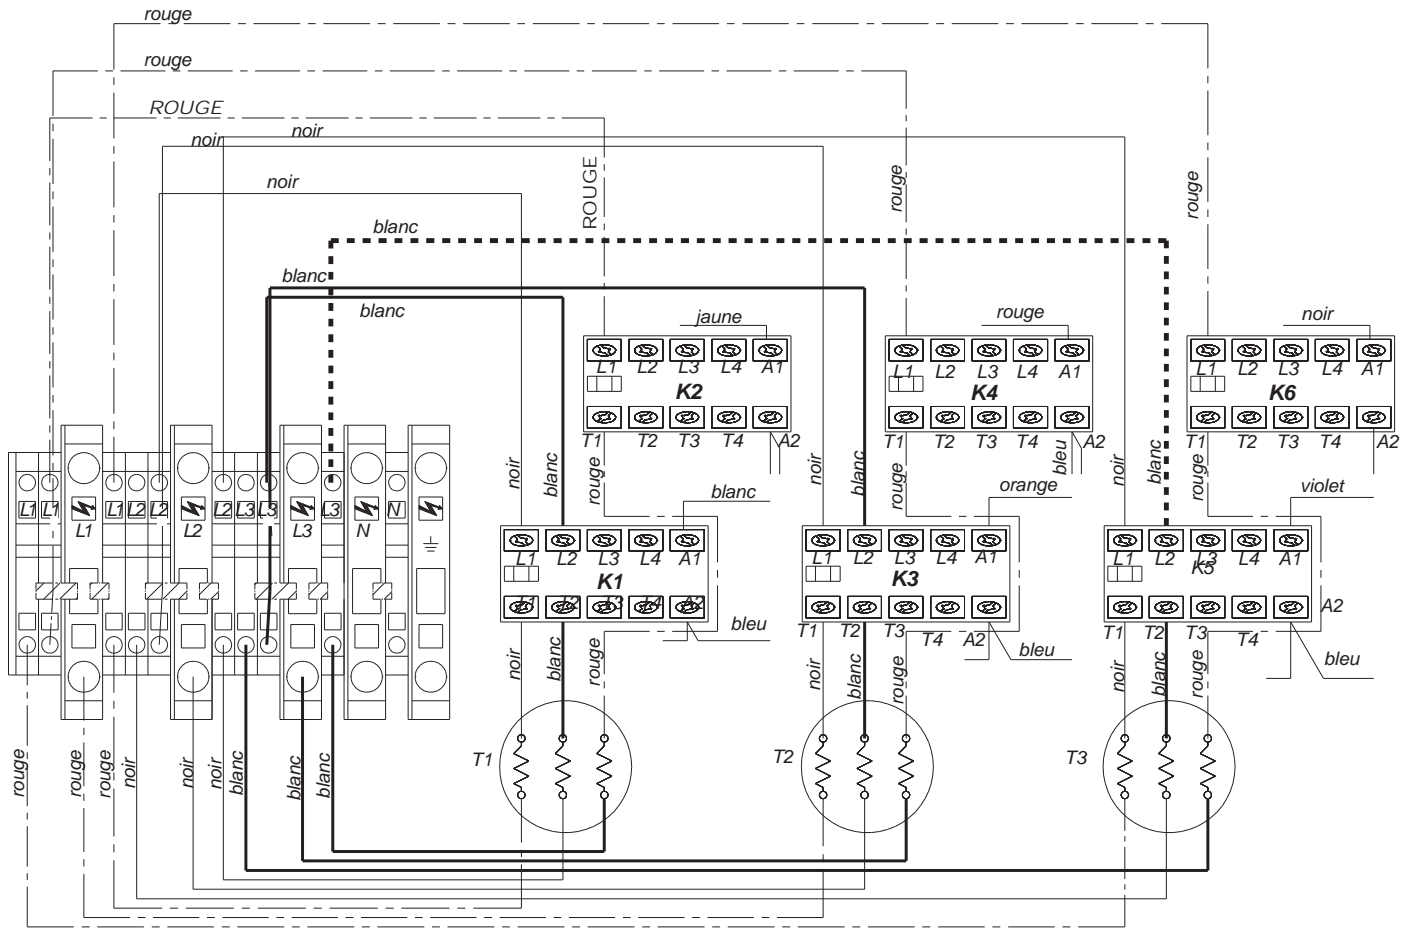 rouge
rouge
ROUGE
noir
noir
noir
ROUGE
rouge
rouge
blanc
blanc
blanc
jaune
rouge
noir
L1 L2 L3 L4 A1
K2
T1 T2 T3 T4 A2
L1 L2 L3 L4 A1
K4
T1 T2 T3 T4 A2
L1 L2 L3 L4 A1
K6
T1 T2 T3 T4 A2
noir
blanc
rouge
noir
blanc
rouge
bleu
noir
blanc
rouge
blanc
orange
violet
L1 L1 L1 L2 L2 L2 L3 L3 L3 N
L1 L2 L3 N
L1 L2 L3 L4 A1
K1
T1 T2 T3 T4 A2
L1 L2 L3 L4 A1
K3
T1 T2 T3 T4 A2
L1 L2 L3 L4 A1
K5
T1 T2 T3 T4 A2
bleu
bleu
bleu
noir
blanc
rouge
noir
blanc
rouge
noir
blanc
rouge
T1
T2
T3
rouge
rouge
rouge
noir
noir
noir
blanc
blanc
blanc